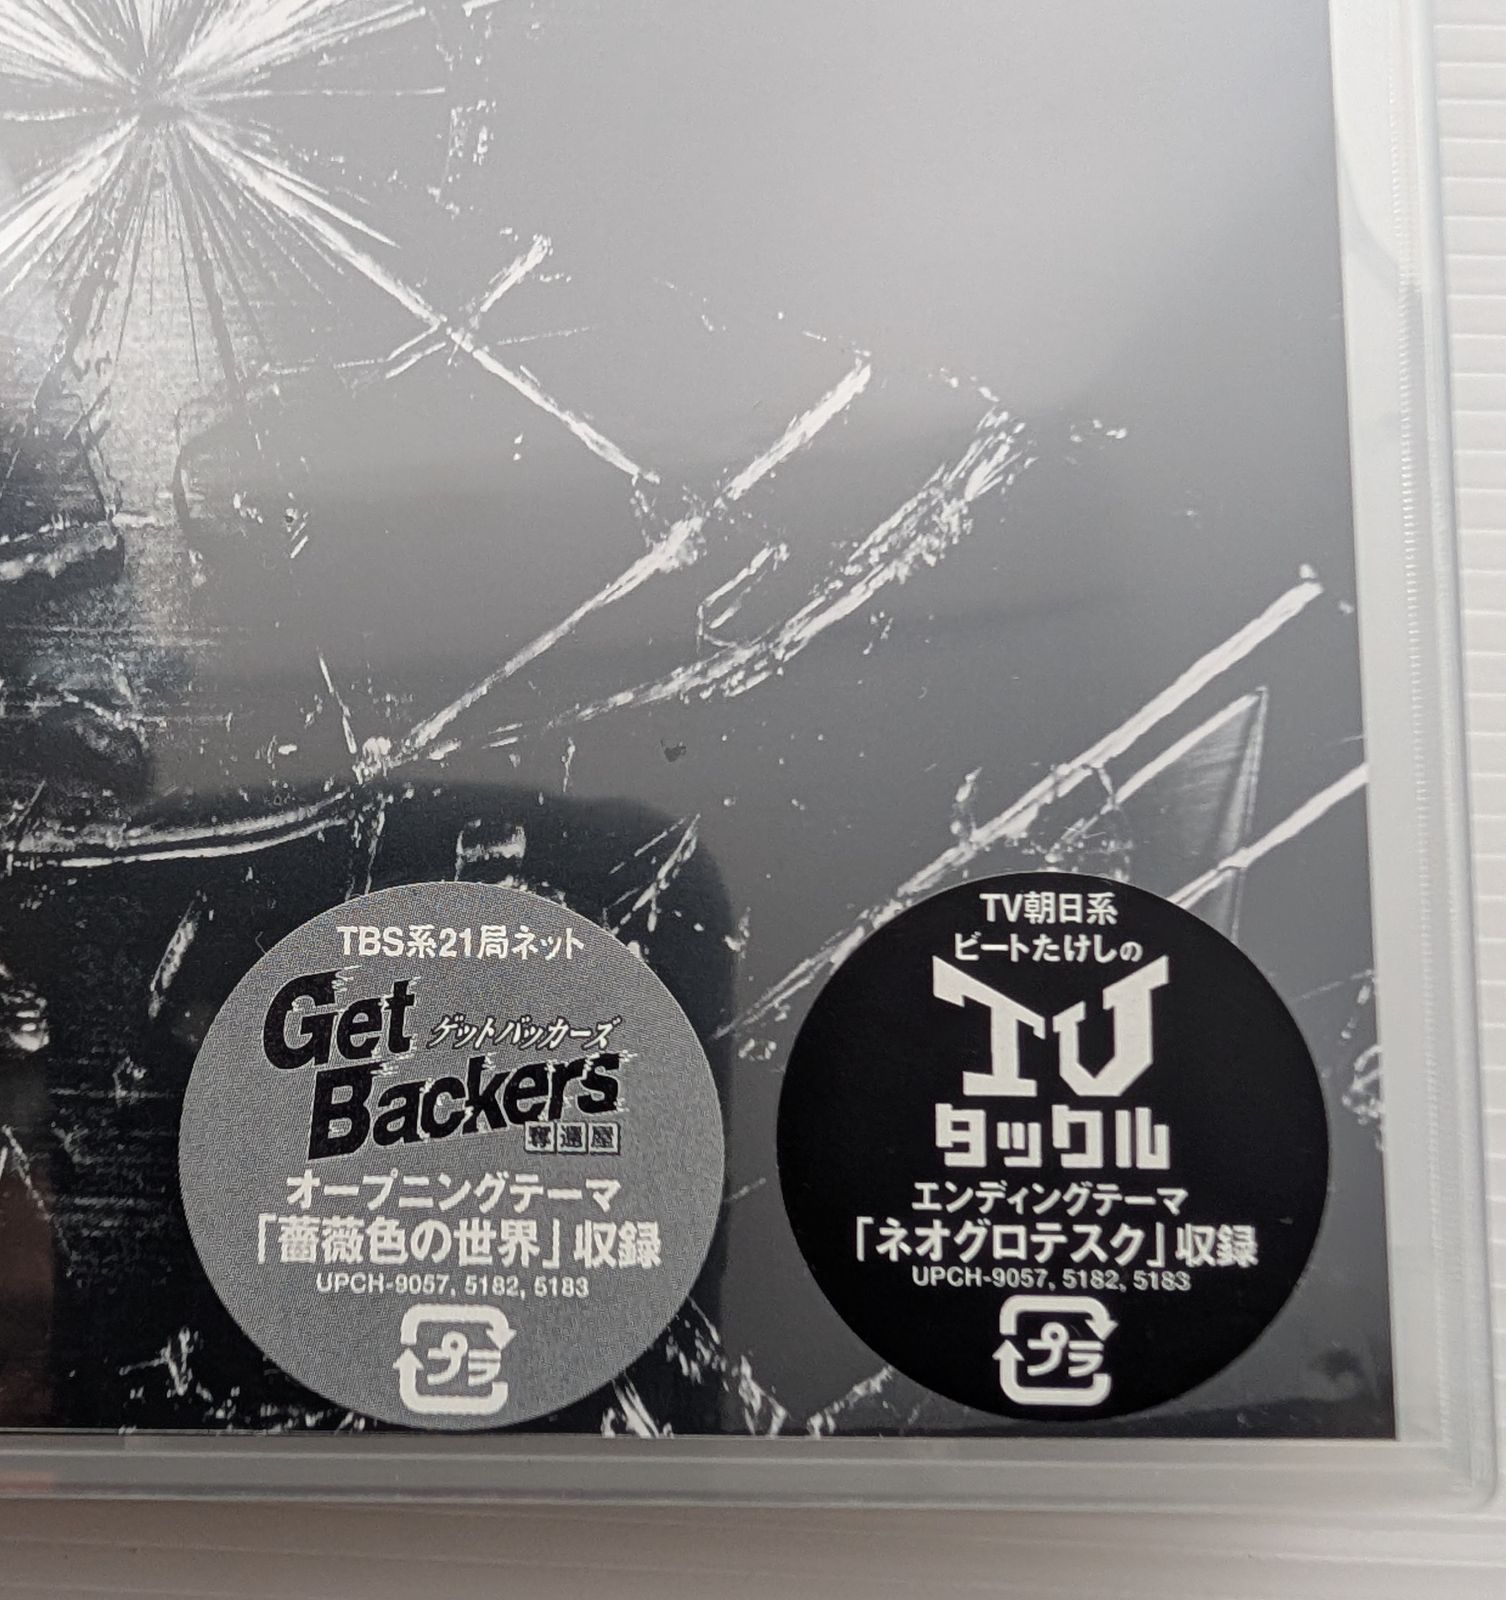 TBS系21局ネット
Get
ゲットバッカーズ
Backers
奪還屋
オープニングテーマ
「薔薇色の世界」収録
UPCH-9057, 5182, 5183
プラ
TV朝日系
ビートたけしの
TV
タックル
エンディングテーマ
「ネオグロテスク」収録
UPCH-9057, 5182, 5183
プラ